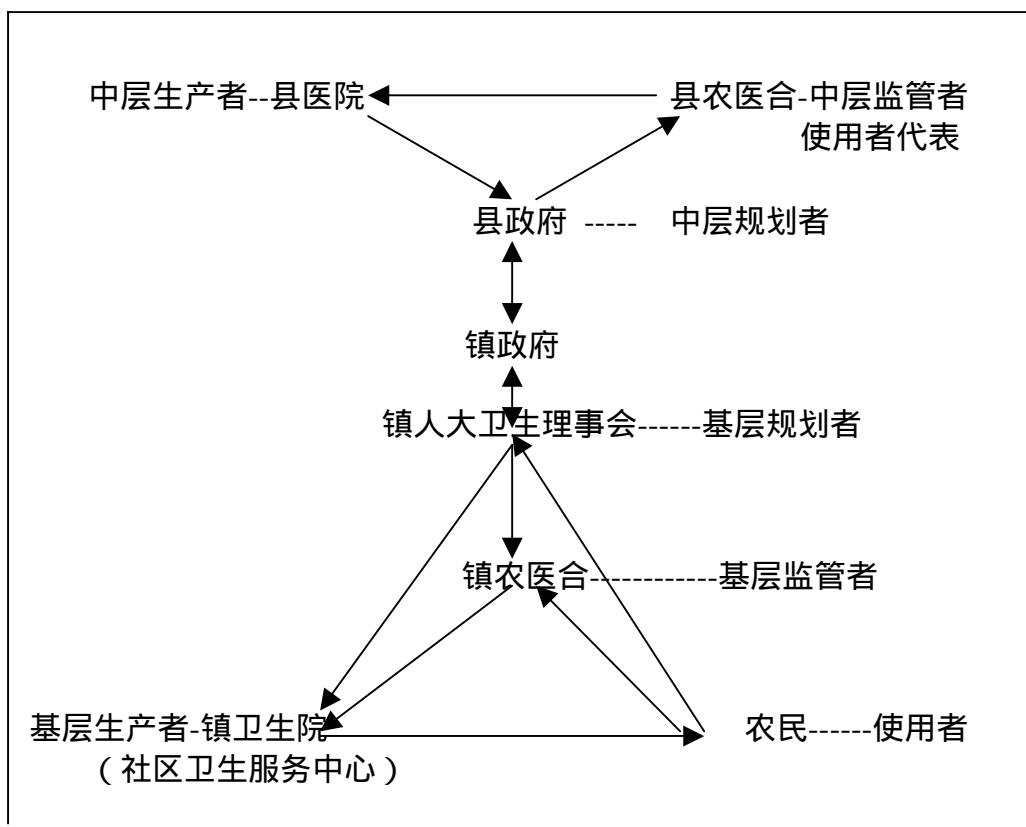 中层生产者--县医院
县农医合-中层监管者
使用者代表
县政府 ----- 中层规划者
镇政府
镇人大卫生理事会------基层规划者
镇农医合------------基层监管者
基层生产者-镇卫生院
农民------使用者
（社区卫生服务中心）